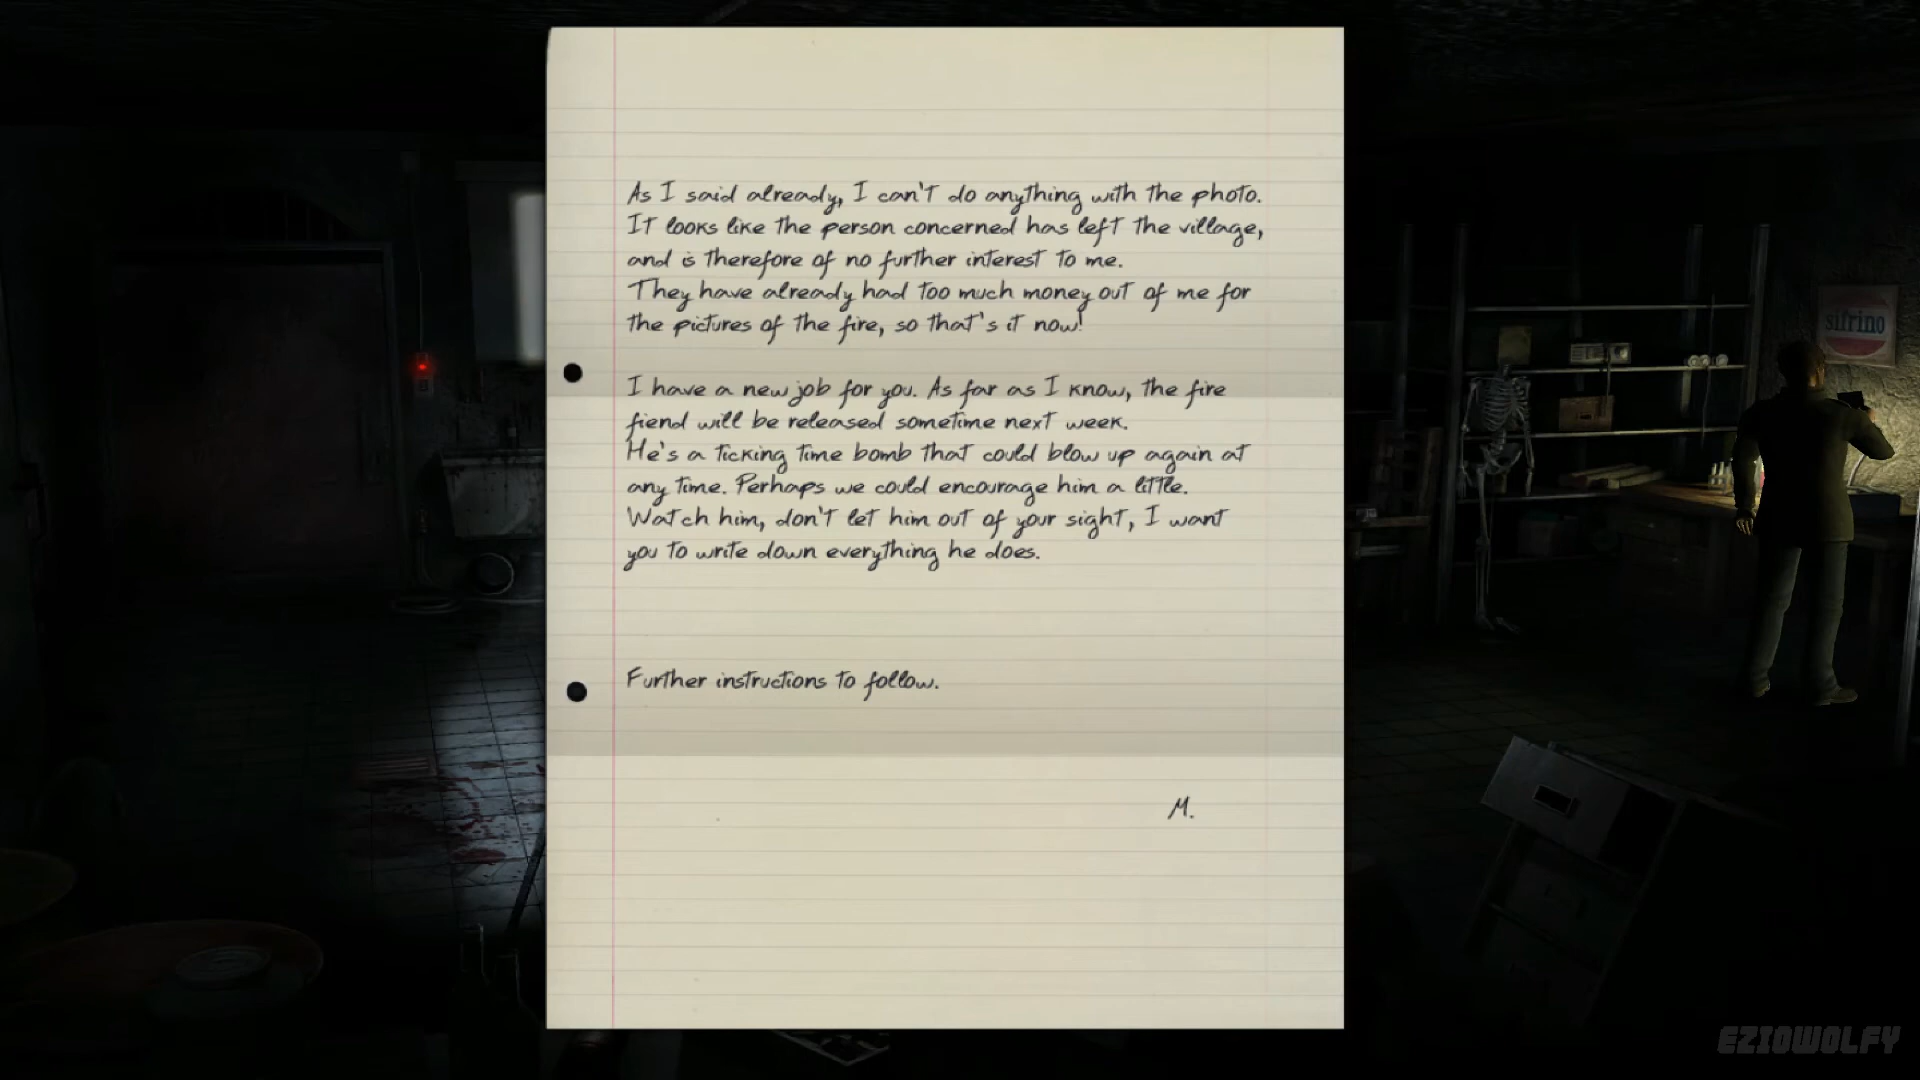 As I said already, I can't do anything with the photo.
It looks like the person concerned has left the village,
and is therefore of no further interest to me.
They have already had too much money out of me for
the pictures of the fire, so that's it now!
I have a new job for you. As far as I know, the fire
fiend will be released sometime next week.
He's a ticking time bomb that could blow up again at
any time. Perhaps we could encourage him a little.
Watch him, don't let him out of your sight, I want
you to write down everything he does.
Further instructions to follow.
M.
sifrino
EZIOWOLFY